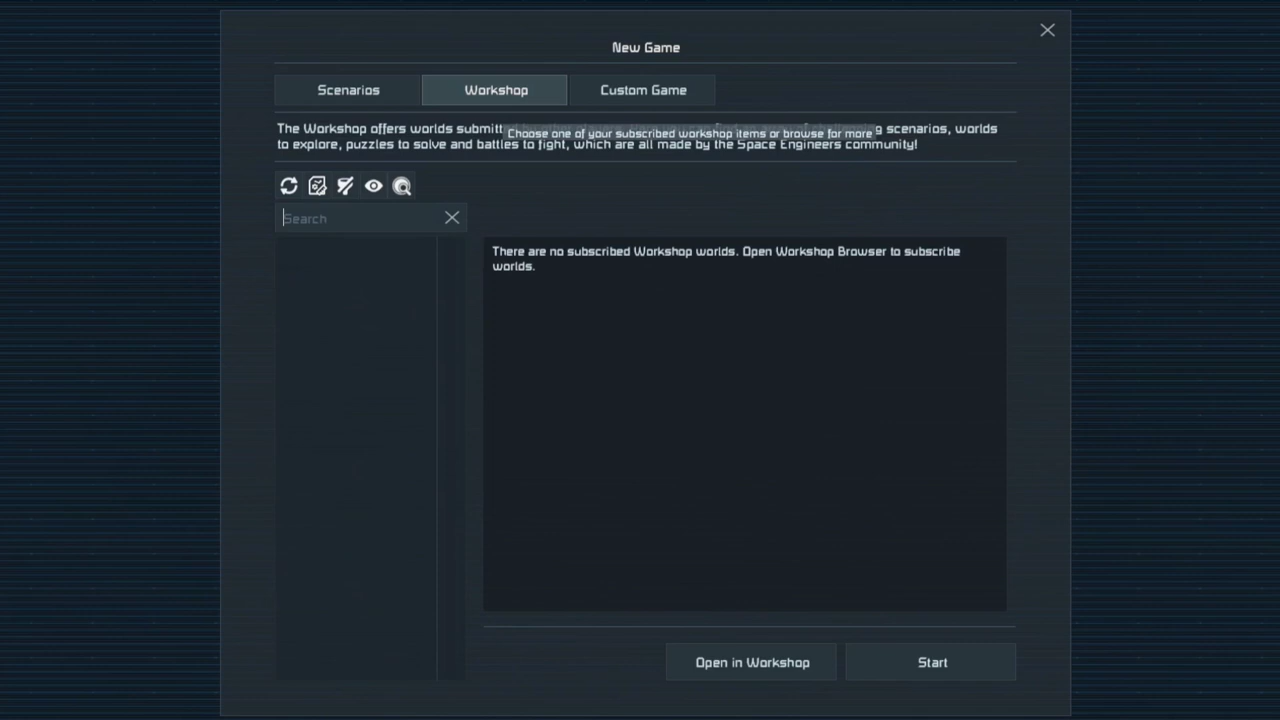 New Game
Scenarios
Workshop
Custom Game
The Workshop offers worlds submitt
g scenarios, worlds
Choose one of your subscribed workshop items or browse for more
to explore, puzzles to solve and battles to fight, which are all made by the Space Engineers community!
Search
There are no subscribed Workshop worlds. Open Workshop Browser to subscribe
worlds.
Open in Workshop
Start